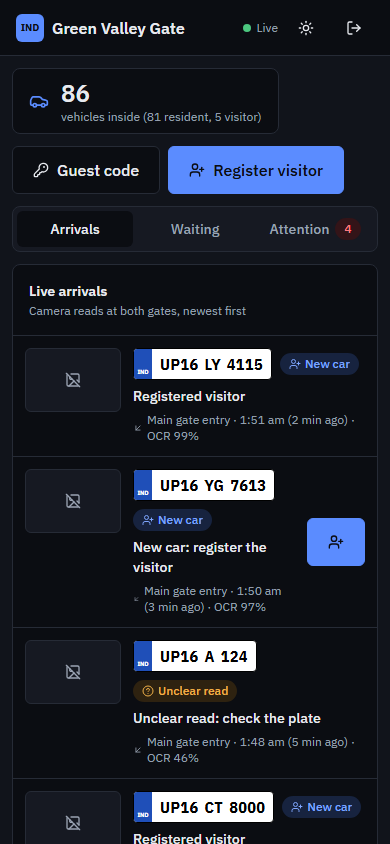 IND Green Valley Gate Live
86
vehicles inside (81 resident, 5 visitor)
Guest code Register visitor
Arrivals Waiting Attention 4
Live arrivals
Camera reads at both gates, newest first
IND UP16 LY 4115 New car
Registered visitor
Main gate entry · 1:51 am (2 min ago) ·
OCR 99%
IND UP16 YG 7613
New car
New car: register the
visitor
Main gate entry · 1:50 am
(3 min ago) · OCR 97%
IND UP16 A 124
Unclear read
Unclear read: check the plate
Main gate entry · 1:48 am (5 min ago) ·
OCR 46%
IND UP16 CT 8000 New car
Registered visitor